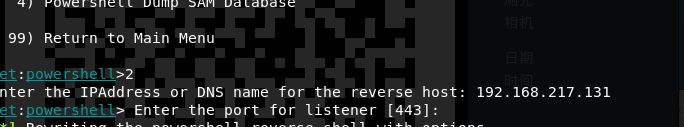 4) Powershell Dump SAM Database
99) Return to Main Menu
et:powershell>2
nter the IPAddress or DNS name for the reverse host: 192.168.217.131
et:powershell> Enter the port for listener [443]:
*] Rewriting the powershell reverse shell with options
相机
日期
时间